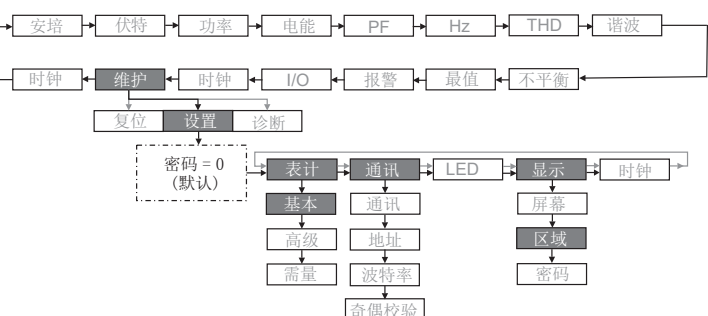 安培 伏特 功率 电能 PF Hz THD 谐波
时钟 维护 时钟 I/O 报警 最值 不平衡
复位 设置 诊断
密码 = 0
(默认)
表计 通讯 LED 显示 时钟
基本 通讯 屏幕
高级 地址 区域
需量 波特率 密码
奇偶校验